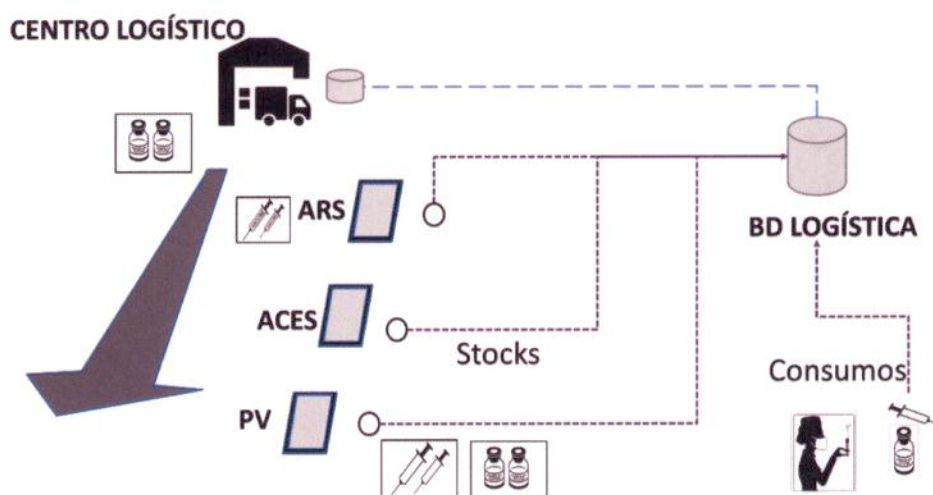 CENTRO LOGÍSTICO
ARS
BD LOGÍSTICA
ACES
Stocks
Consumos
PV